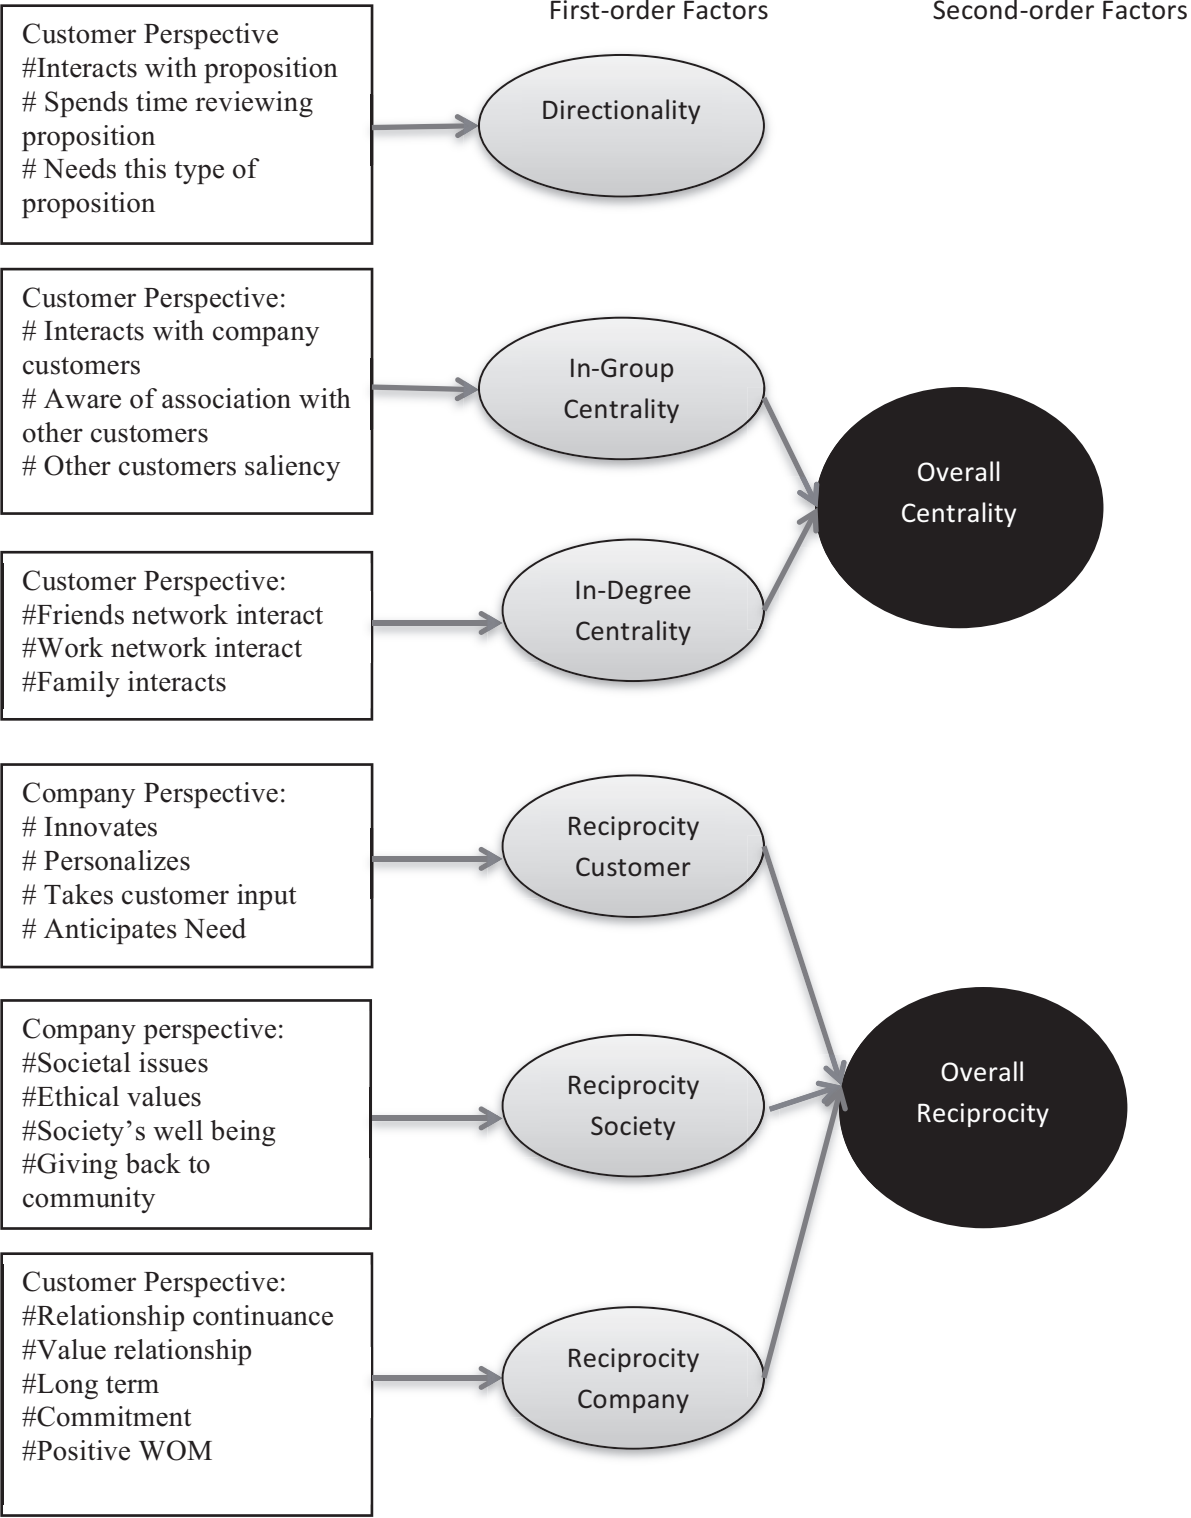 First-order Factors
Second-order Factors
Customer Perspective
#Interacts with proposition
# Spends time reviewing
proposition
# Needs this type of
proposition
Directionality
Customer Perspective:
# Interacts with company
customers
# Aware of association with
other customers
# Other customers saliency
In-Group
Centrality
Customer Perspective:
#Friends network interact
#Work network interact
#Family interacts
In-Degree
Centrality
Overall
Centrality
Company Perspective:
# Innovates
# Personalizes
# Takes customer input
# Anticipates Need
Reciprocity
Customer
Company perspective:
#Societal issues
#Ethical values
#Society’s well being
#Giving back to
community
Reciprocity
Society
Overall
Reciprocity
Customer Perspective:
#Relationship continuance
#Value relationship
#Long term
#Commitment
#Positive WOM
Reciprocity
Company